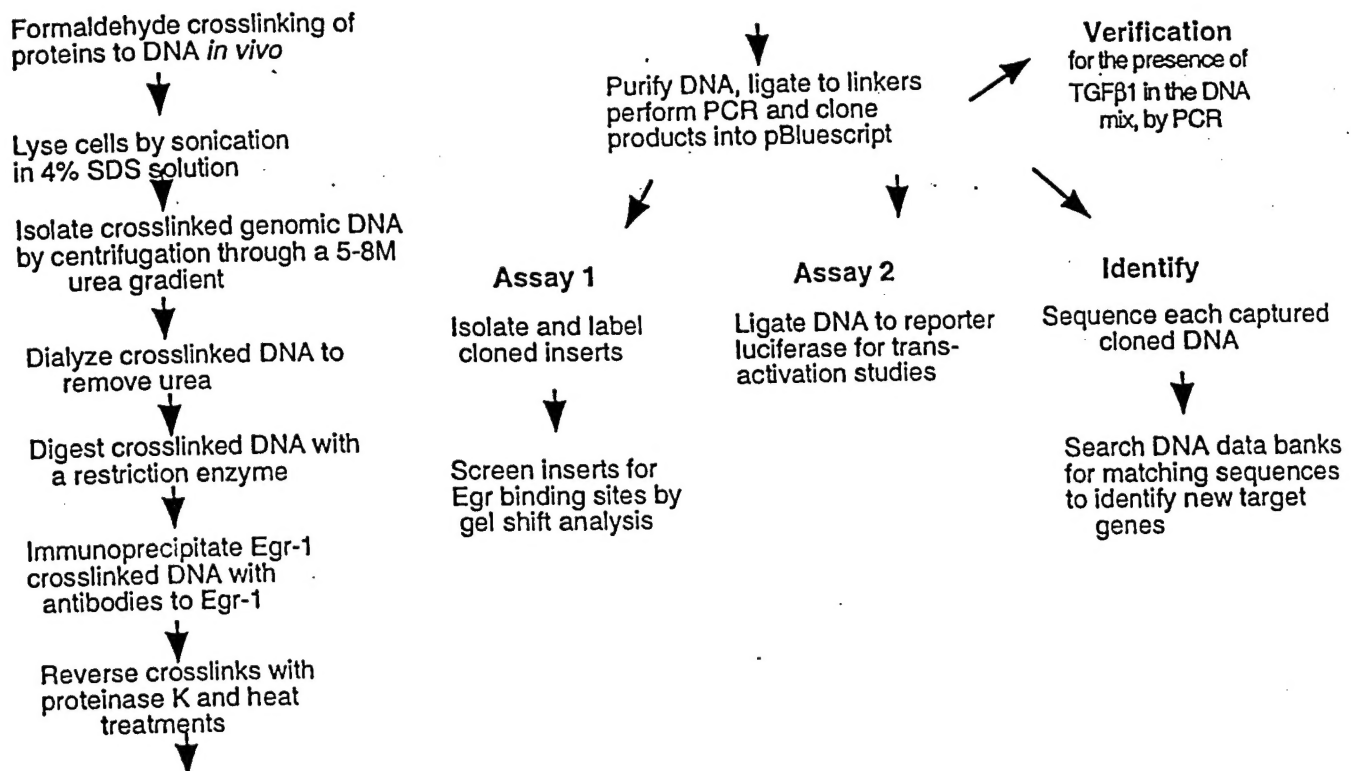 Formaldehyde crosslinking of
proteins to DNA in vivo
Lyse cells by sonication
in 4% SDS solution
Isolate crosslinked genomic DNA
by centrifugation through a 5-8M
urea gradient
Dialyze crosslinked DNA to
remove urea
Digest crosslinked DNA with
a restriction enzyme
Immunoprecipitate Egr-1
crosslinked DNA with
antibodies to Egr-1
Reverse crosslinks with
proteinase K and heat
treatments
Purify DNA, ligate to linkers
perform PCR and clone
products into pBluescript
Verification
for the presence of
TGFβ1 in the DNA
mix, by PCR
Assay 1
Isolate and label
cloned inserts
Screen inserts for
Egr binding sites by
gel shift analysis
Assay 2
Ligate DNA to reporter
luciferase for trans-
activation studies
Identify
Sequence each captured
cloned DNA
Search DNA data banks
for matching sequences
to identify new target
genes